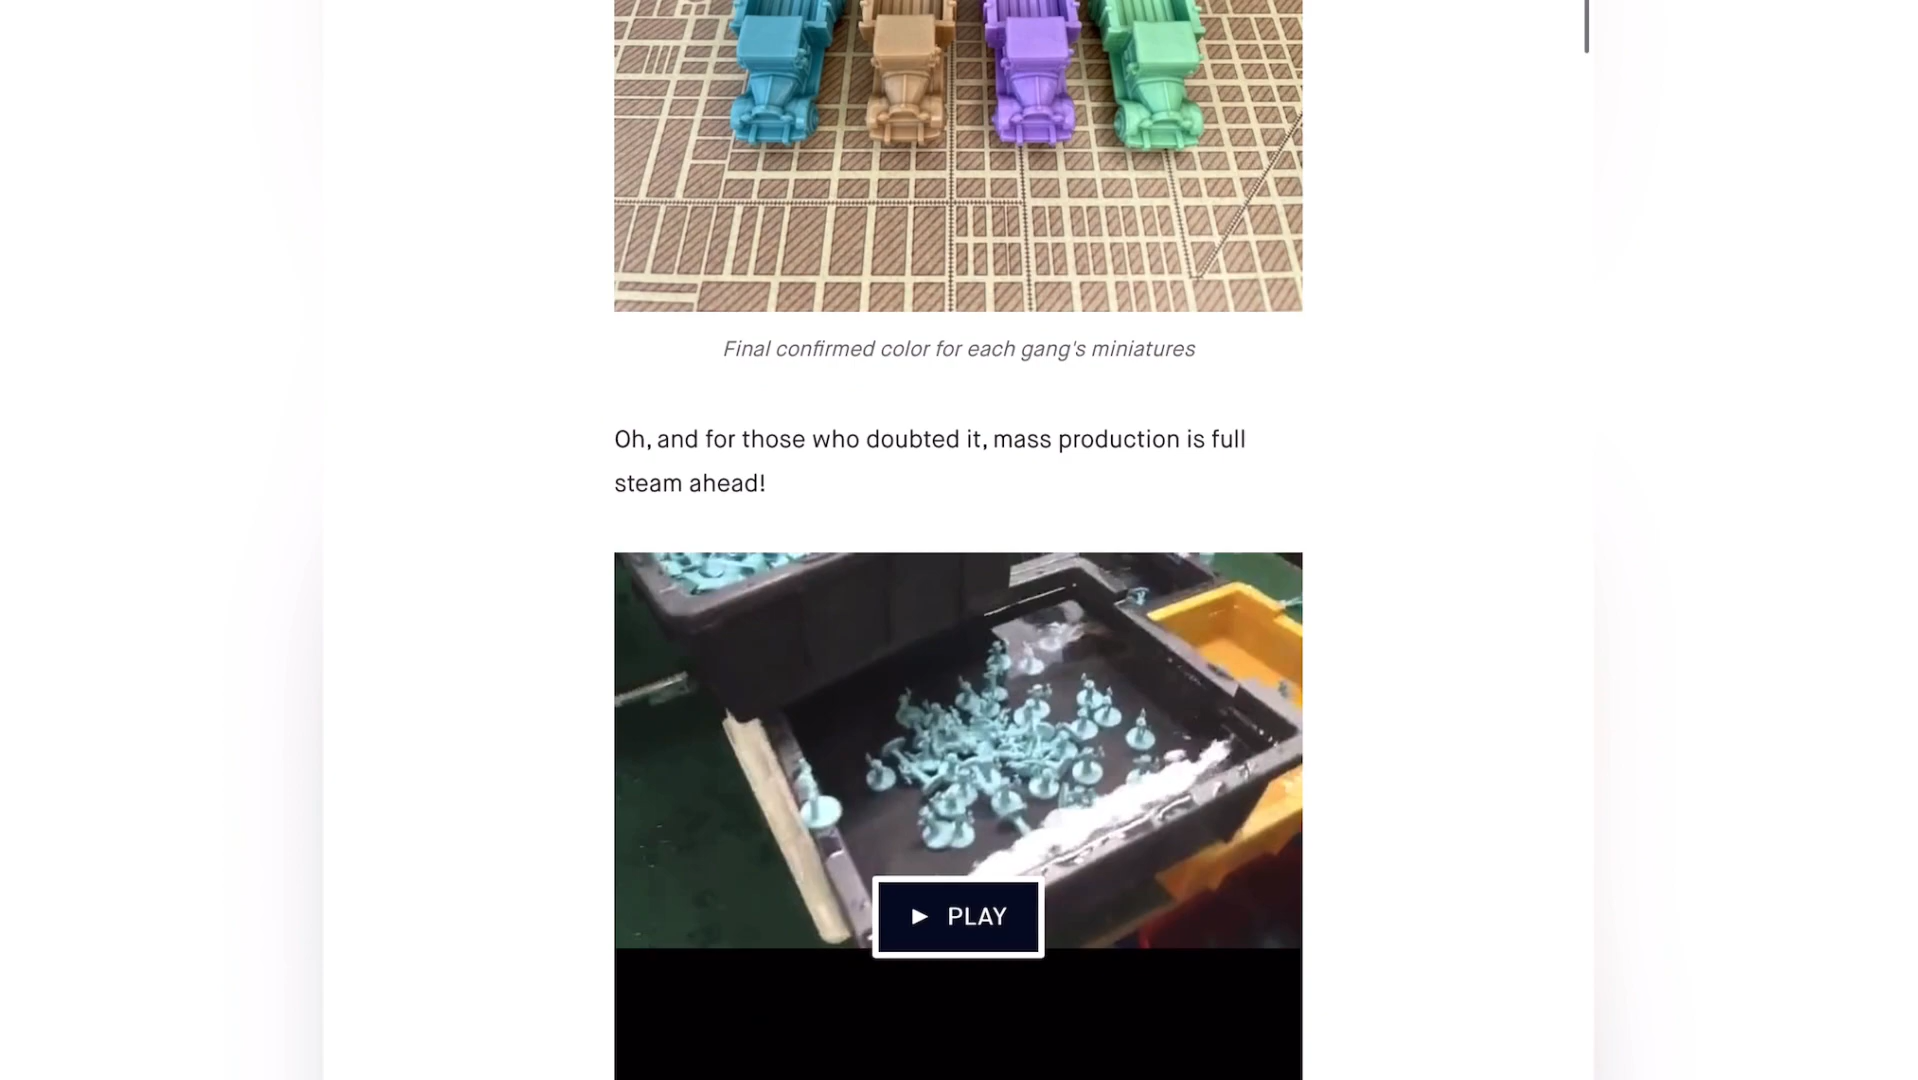 Final confirmed color for each gang's miniatures
Oh, and for those who doubted it, mass production is full
steam ahead!
PLAY